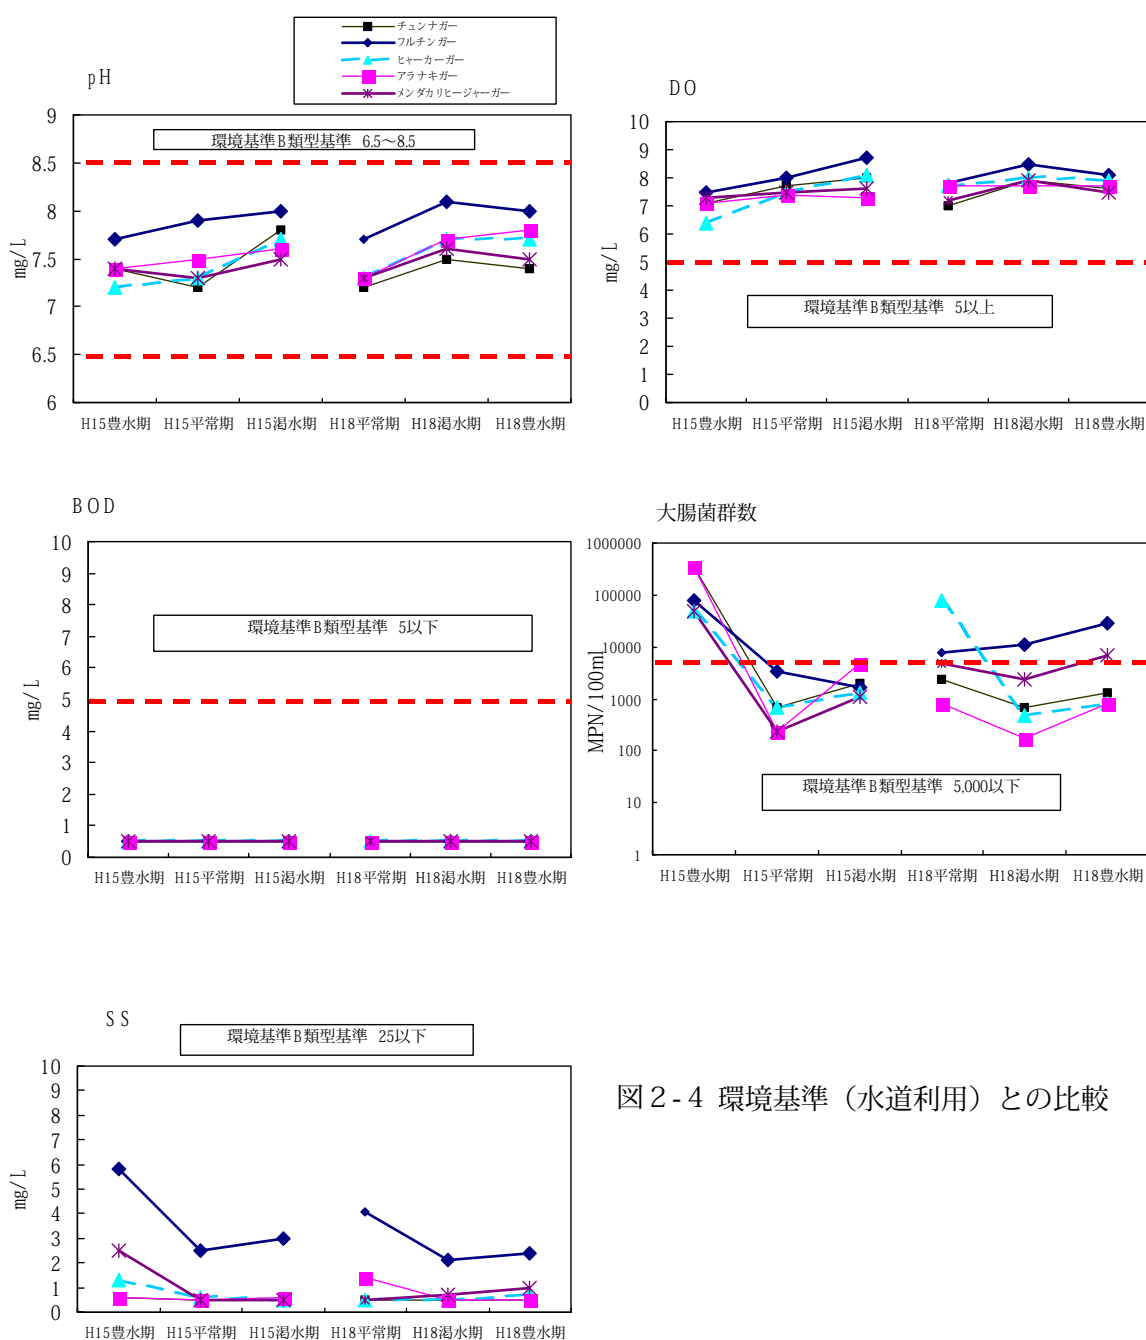 チュンナガー
フルチンガー
ヒャーカーガー
アラナキガー
メンダカリヒージャーガー
pH
環境基準B類型基準 6.5～8.5
mg/L
9
8.5
8
7.5
7
6.5
6
H15豊水期 H15平常期 H15渇水期 H18平常期 H18渇水期 H18豊水期
DO
mg/L
10
9
8
7
6
5
4
3
2
1
0
環境基準B類型基準 5以上
H15豊水期 H15平常期 H15渇水期 H18平常期 H18渇水期 H18豊水期
BOD
mg/L
10
9
8
7
6
5
4
3
2
1
0
環境基準B類型基準 5以下
H15豊水期 H15平常期 H15渇水期 H18平常期 H18渇水期 H18豊水期
大腸菌群数
MPN/100ml
1000000
100000
10000
1000
100
10
1
環境基準B類型基準 5,000以下
H15豊水期 H15平常期 H15渇水期 H18平常期 H18渇水期 H18豊水期
SS
環境基準B類型基準 25以下
mg/L
10
9
8
7
6
5
4
3
2
1
0
H15豊水期 H15平常期 H15渇水期 H18平常期 H18渇水期 H18豊水期
図２-４ 環境基準（水道利用）との比較